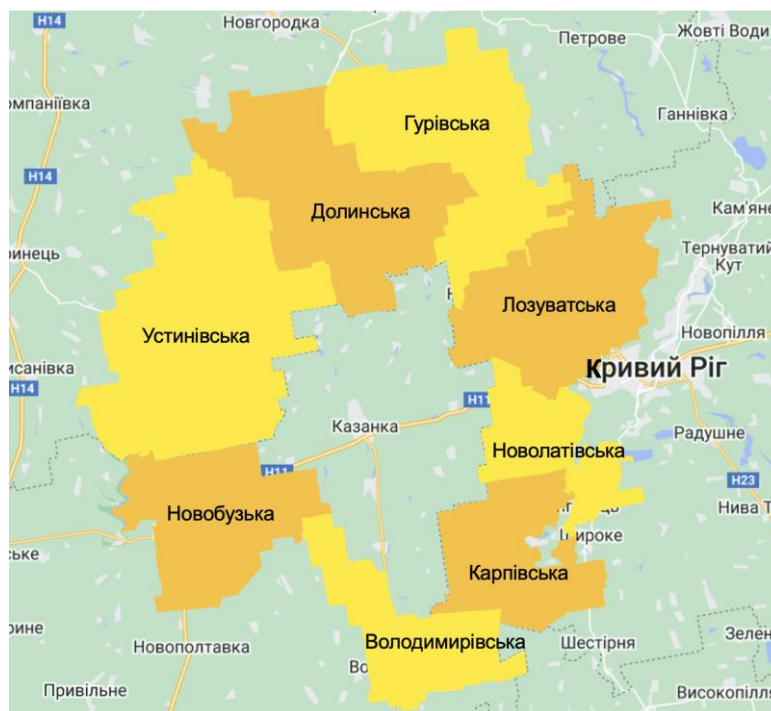 H14
Новгородка
Петрове
Жовті Води
омпаніївка
Ганнівка
Гурівська
H14
Долинська
Кам'яне
ринець
Тернуватий
Кут
Н
Лозуватська
Устинівська
Новопілля
исанівка
Кривий Ріг
H14
H11
Казанка
Радушне
Новолатівська
H11
H23
Новобузька
Нива Т
ське
Широке
Карпівська
рине
Новополтавка
Володимирівська
Шестірня
Зелен
Во
Привільне
Високопілля